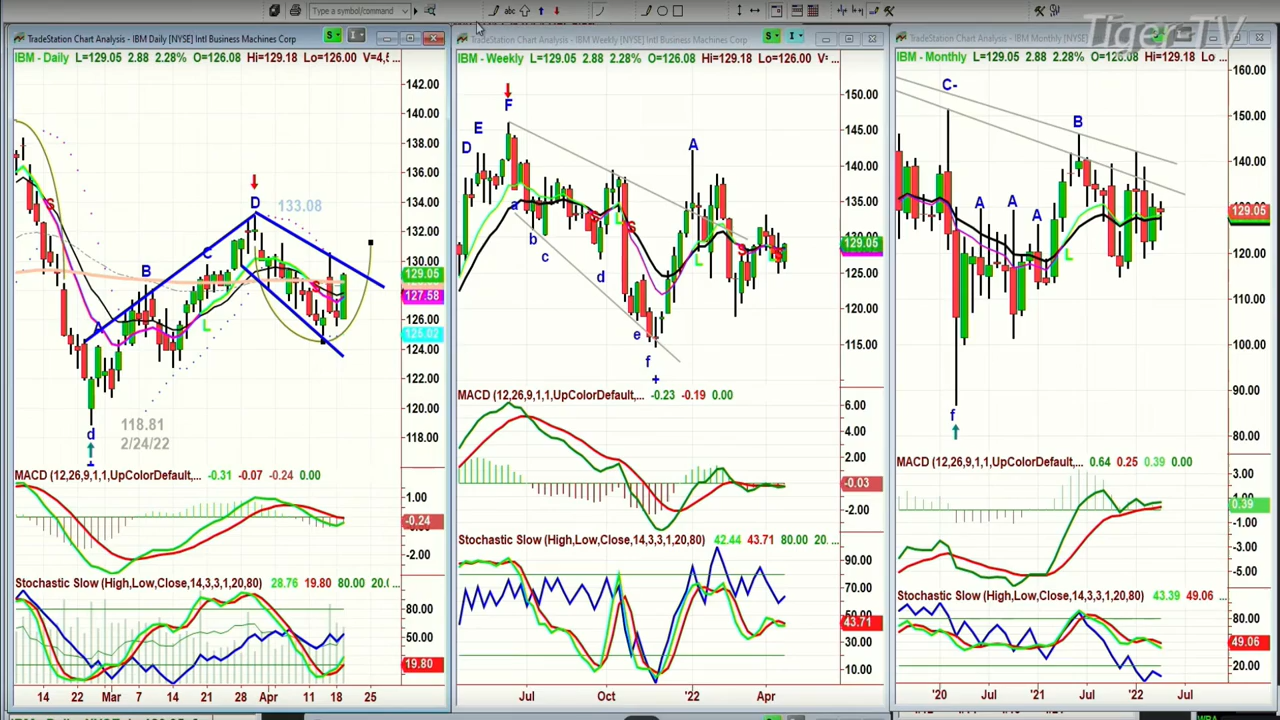 Type a symbol/command
abc
Tiger-TV
TradeStation Chart Analysis - IBM Daily [NYSE] Intl Business Machines Corp
S
I
IBM - Daily L=129.05 2.88 2.28% O=126.08 Hi=129.18 Lo=126.00 V=4,5...
142.00
140.00
138.00
136.00
134.00
132.00
130.00
129.05
127.58
126.00
125.02
124.00
122.00
120.00
118.00
S
A
B
C
D
133.08
L
S
118.81
2/24/22
d
MACD (12,26,9,1,1,UpColorDefault,... -0.31 -0.07 -0.24 0.00
1.00
-0.24
-2.00
Stochastic Slow (High,Low,Close,14,3,3,1,20,80) 28.76 19.80 80.00 20.0...
80.00
50.00
19.80
14 22 Mar 7 14 21 28 Apr 11 18 25
TradeStation Chart Analysis - IBM Weekly [NYSE] Intl Business Machines Corp
S
I
IBM - Weekly L=129.05 2.88 2.28% O=126.08 Hi=129.18 Lo=126.00 V=...
150.00
145.00
140.00
135.00
130.00
129.05
125.00
120.00
115.00
D
E
F
a
b
c
d
e
f
+
S
L
S
A
L
S
L
S
MACD (12,26,9,1,1,UpColorDefault,... -0.23 -0.19 0.00
6.00
4.00
2.00
-0.03
-2.00
Stochastic Slow (High,Low,Close,14,3,3,1,20,80) 42.44 43.71 80.00 20...
90.00
70.00
50.00
43.71
30.00
10.00
Jul Oct '22 Apr
TradeStation Chart Analysis - IBM Monthly [NYSE] Intl Business Machines
IBM - Monthly L=129.05 2.88 2.28% O=126.08 Hi=129.18 Lo ...
160.00
150.00
140.00
129.05
120.00
110.00
100.00
90.00
80.00
C-
B
A
A
A
L
f
MACD (12,26,9,1,1,UpColorDefault,... 0.64 0.25 0.39 0.00
3.00
0.39
-1.00
-3.00
-5.00
Stochastic Slow (High,Low,Close,14,3,3,1,20,80) 43.39 49.06 ...
80.00
49.06
20.00
'20 Jul '21 Jul '22 Jul